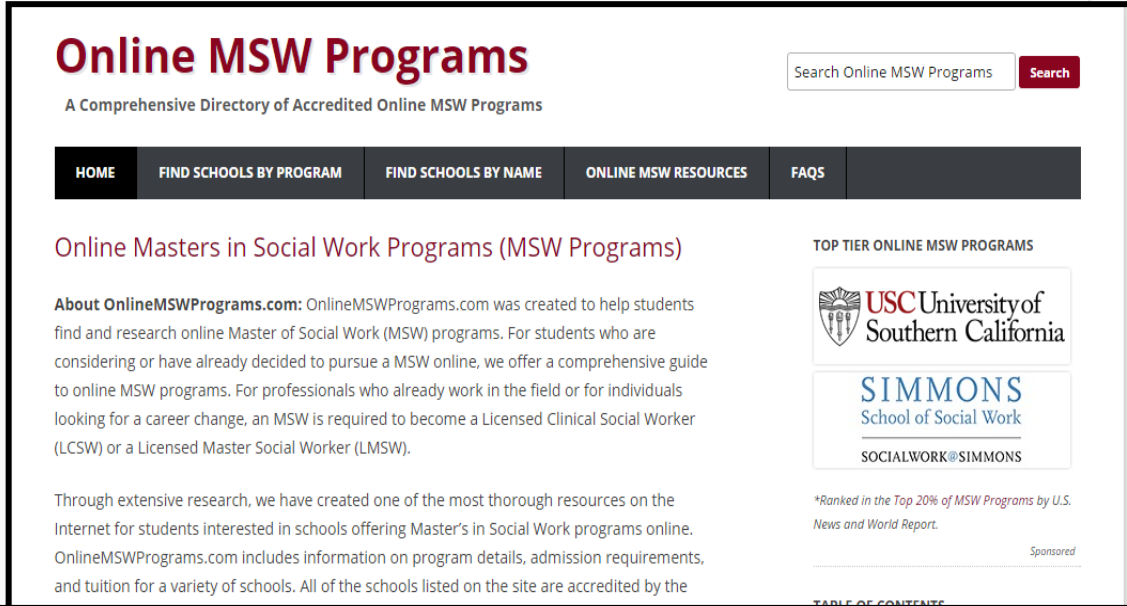 Online MSW Programs
A Comprehensive Directory of Accredited Online MSW Programs
Search Online MSW Programs
Search
HOME
FIND SCHOOLS BY PROGRAM
FIND SCHOOLS BY NAME
ONLINE MSW RESOURCES
FAQS
Online Masters in Social Work Programs (MSW Programs)
About OnlineMSWPrograms.com: OnlineMSWPrograms.com was created to help students
find and research online Master of Social Work (MSW) programs. For students who are
considering or have already decided to pursue a MSW online, we offer a comprehensive guide
to online MSW programs. For professionals who already work in the field or for individuals
looking for a career change, an MSW is required to become a Licensed Clinical Social Worker
(LCSW) or a Licensed Master Social Worker (LMSW).
Through extensive research, we have created one of the most thorough resources on the
Internet for students interested in schools offering Master's in Social Work programs online.
OnlineMSWPrograms.com includes information on program details, admission requirements,
and tuition for a variety of schools. All of the schools listed on the site are accredited by the
TOP TIER ONLINE MSW PROGRAMS
USC University of
Southern California
SIMMONS
School of Social Work
SOCIALWORK@SIMMONS
*Ranked in the Top 20% of MSW Programs by U.S.
News and World Report.
Sponsored
TABLE OF CONTENTS